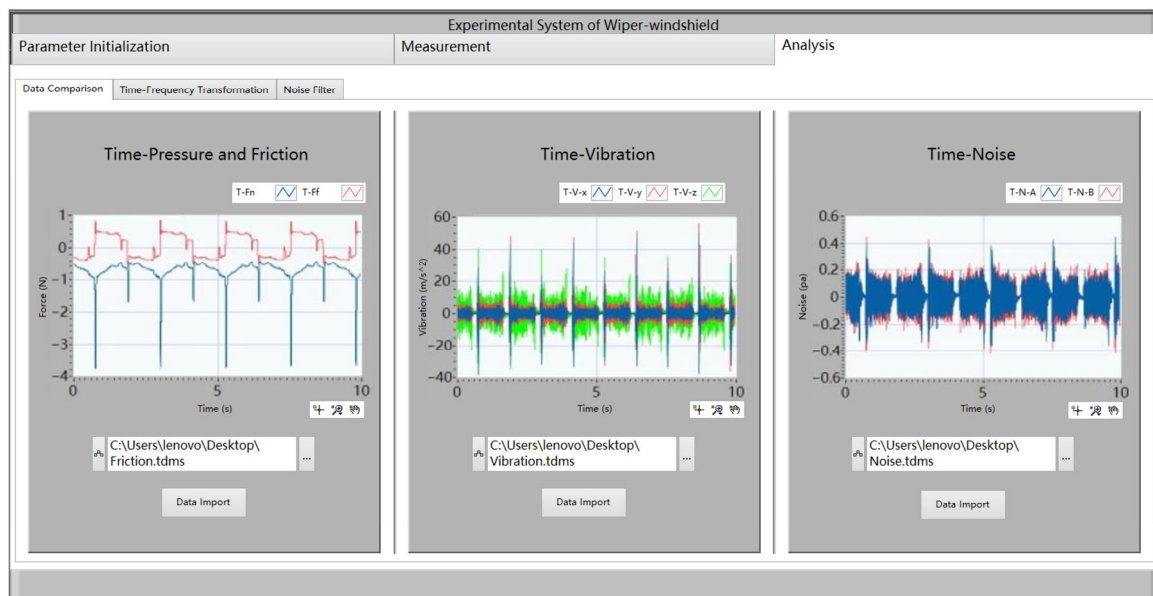 Experimental System of Wiper-windshield
Parameter Initialization
Measurement
Analysis
Data Comparison
Time-Frequency Transformation
Noise Filter
Time-Pressure and Friction
T-Fn
T-Ff
1
0
-1
-2
-3
-4
Force (N)
0
5
10
Time (s)
C:\Users\lenovo\Desktop\
Friction.tdms
...
Data Import
Time-Vibration
T-V-x
T-V-y
T-V-z
60
40
20
0
-20
-40
Vibration (m/s^2)
0
5
10
Time (s)
C:\Users\lenovo\Desktop\
Vibration.tdms
...
Data Import
Time-Noise
T-N-A
T-N-B
0.6
0.4
0.2
0
-0.2
-0.4
-0.6
Noise (pa)
0
5
10
Time (s)
C:\Users\lenovo\Desktop\
Noise.tdms
...
Data Import